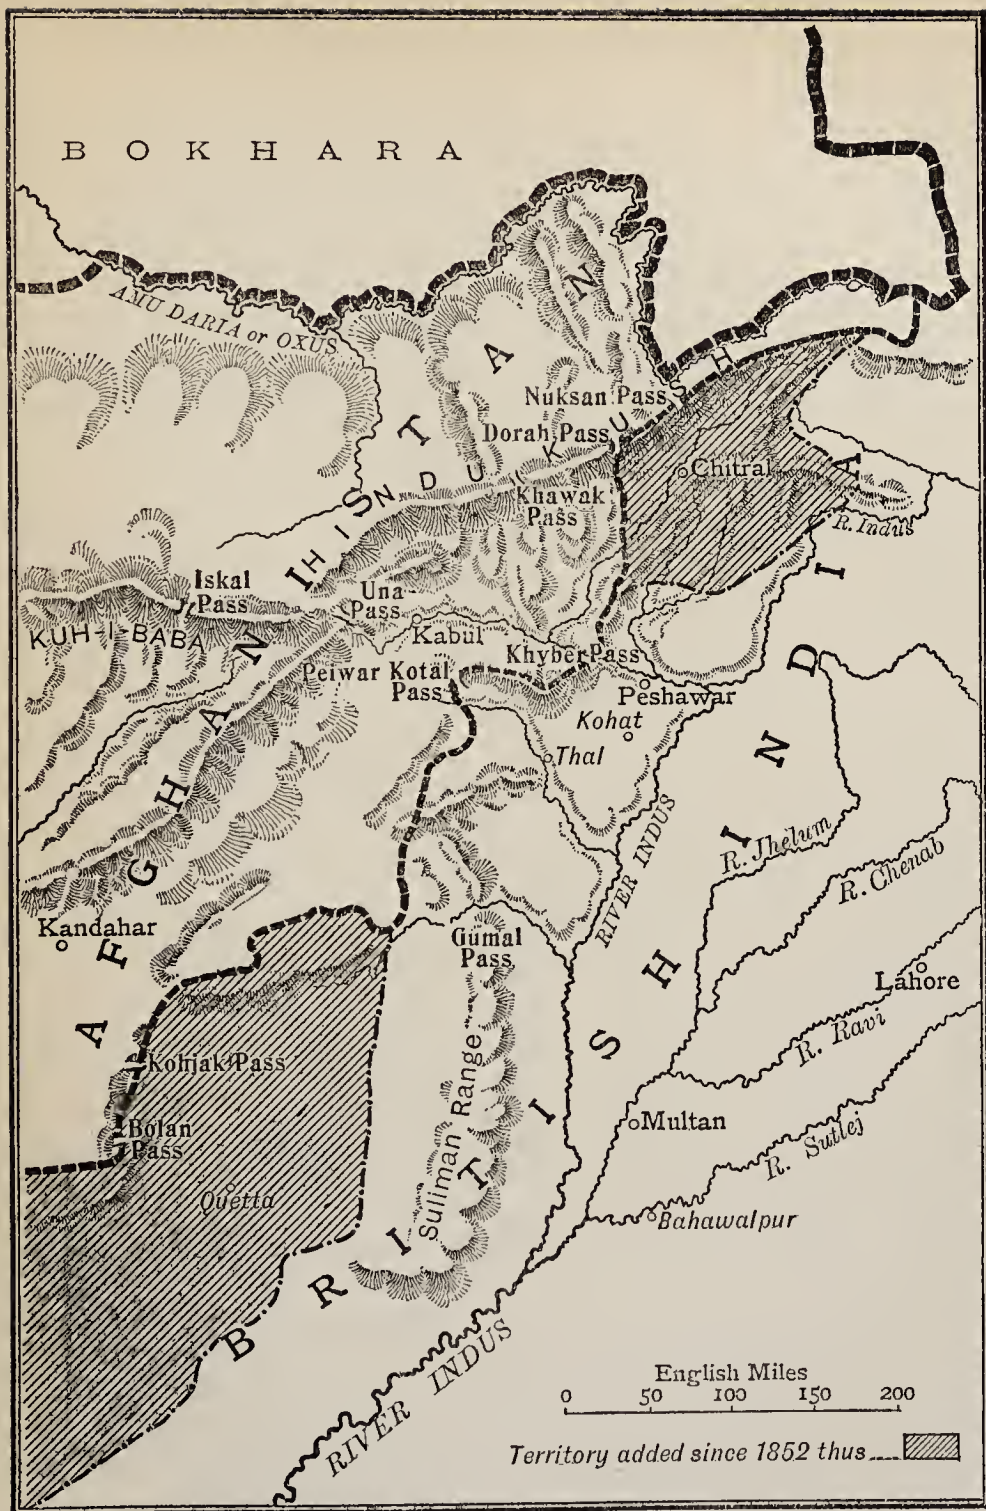 BOKHARA
AMU DARIA or OXUS
AFGHANISTAN
HINDU KUSH
Nuksan Pass
Dorah Pass
Chitral
Khawak
Pass
R. Indus
Iskal
Pass
Una
Pass
KUH-I-BABA
Kabul
Khyber Pass
Peiwar Kotal
Pass
Peshawar
Kohat
Thal
BRITISH INDIA
RIVER INDUS
R. Jhelum
R. Chenab
Kandahar
Gumal
Pass
Lahore
R. Ravi
Kohjak Pass
Suliman Range
Bolan
Pass
Multan
R. Sutlej
Quetta
Bahawalpur
RIVER INDUS
English Miles
0 50 100 150 200
Territory added since 1852 thus